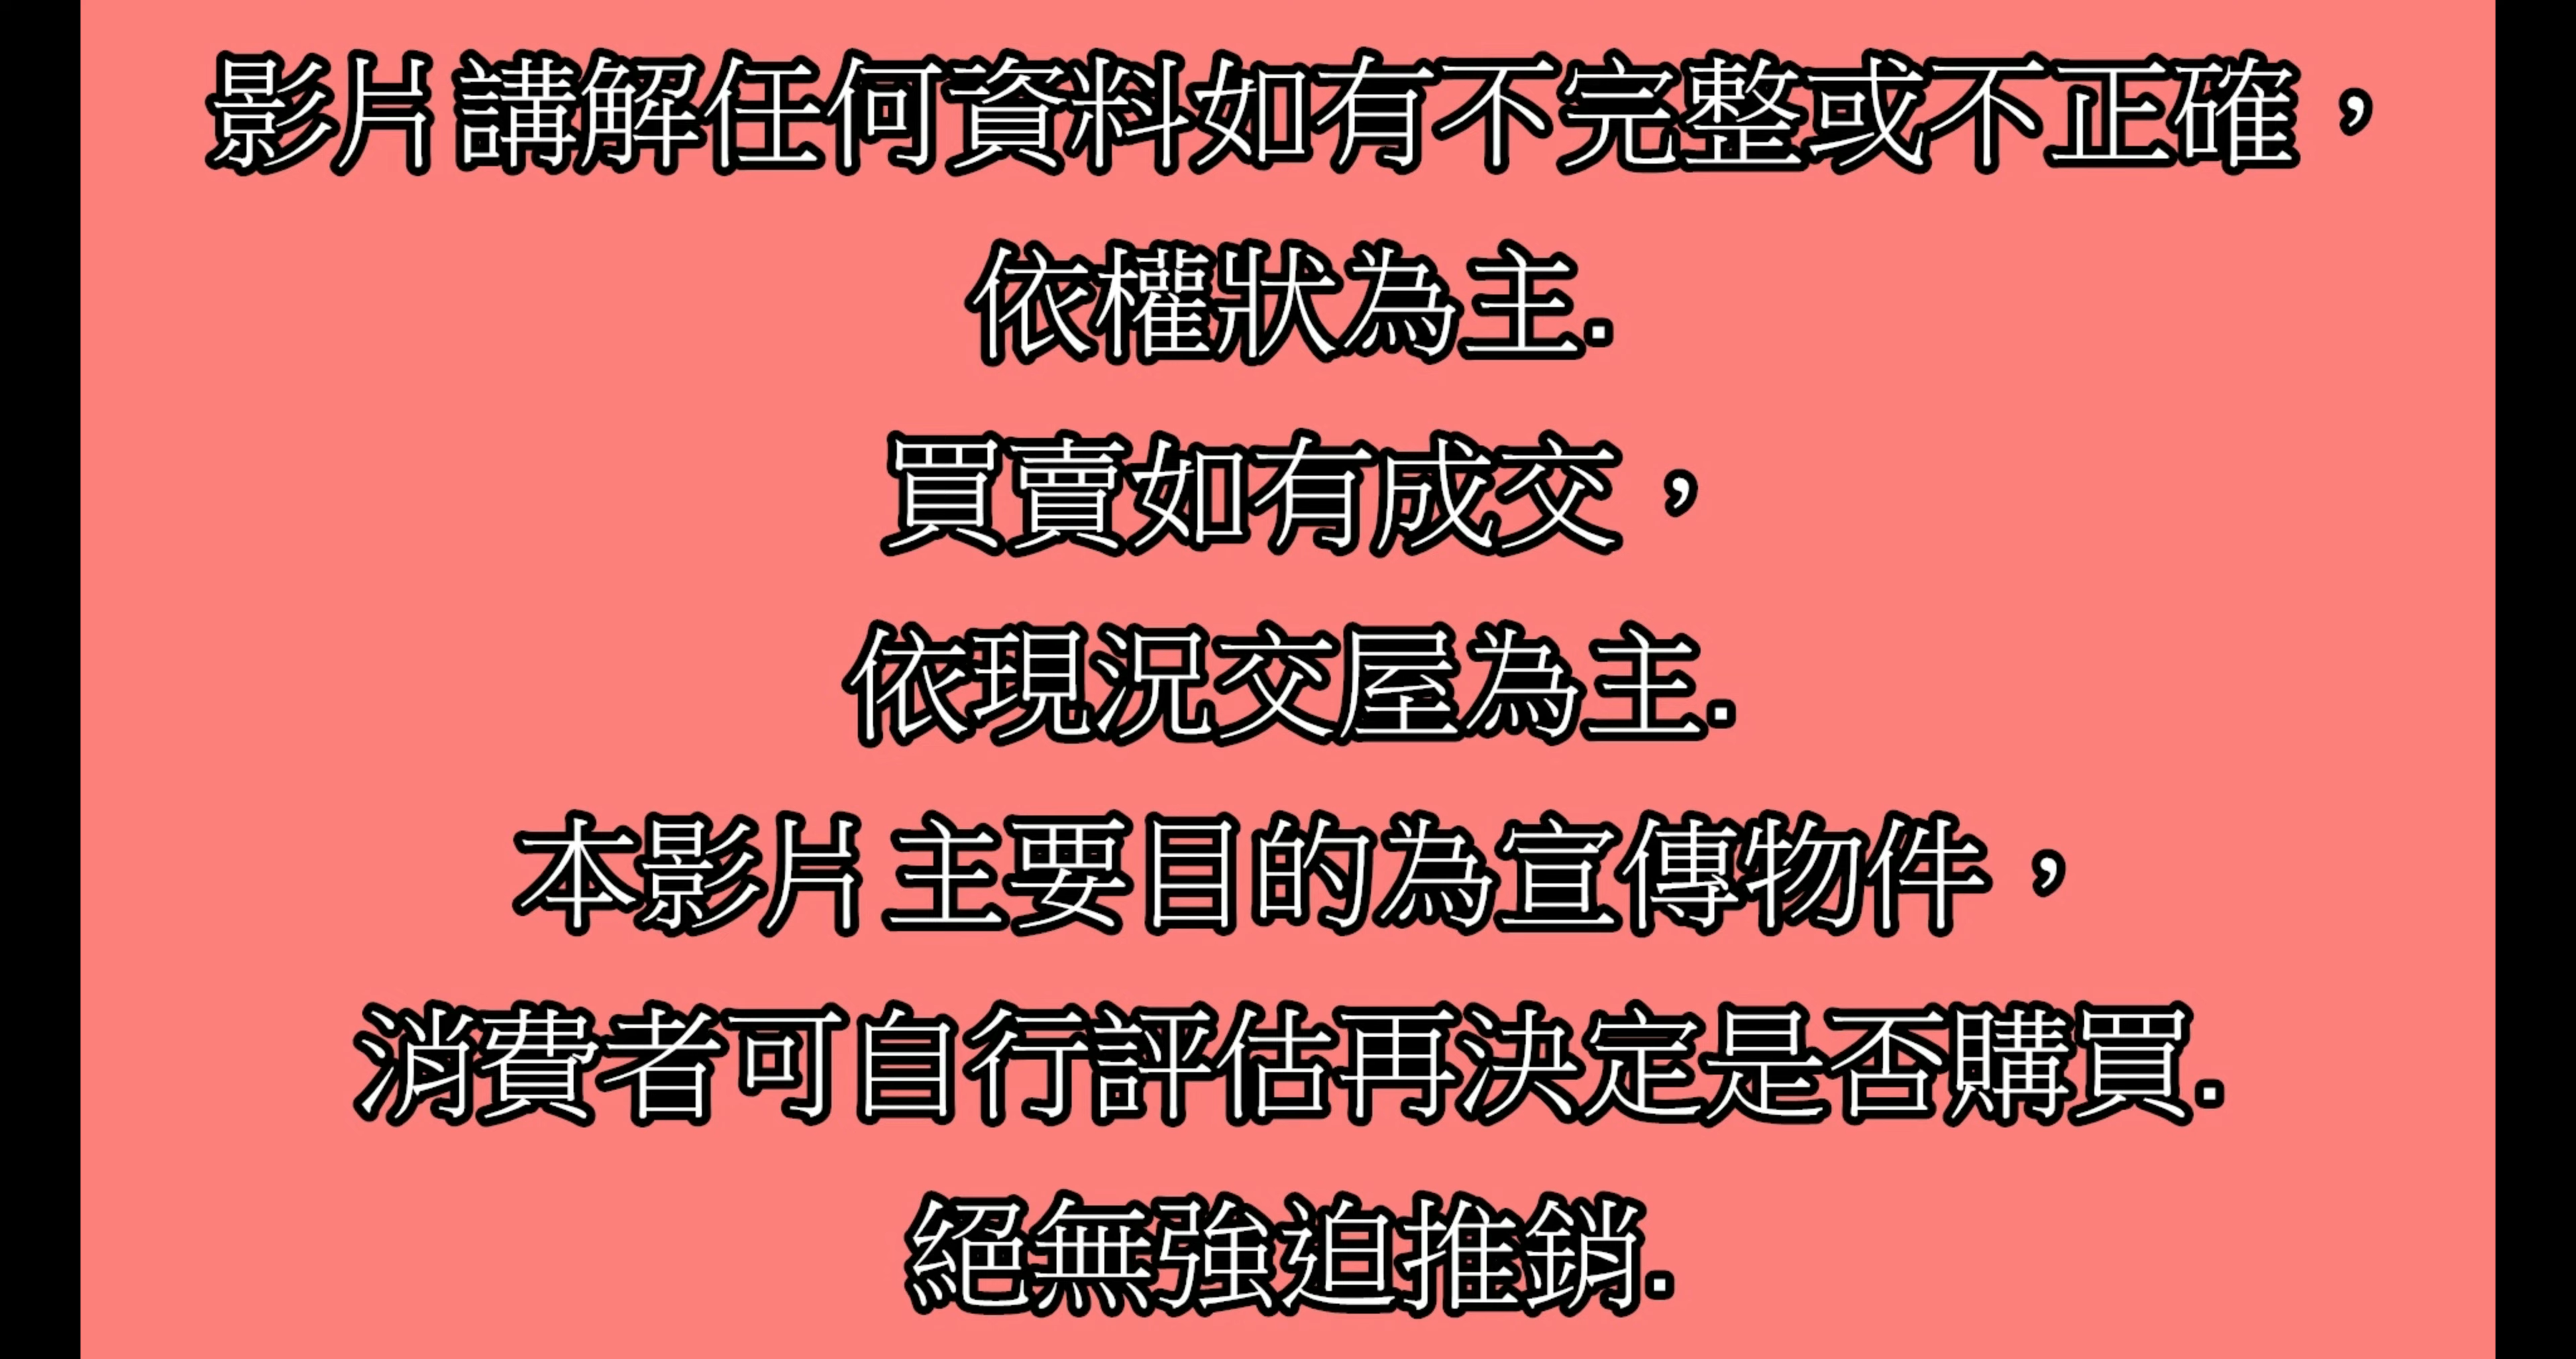 影片講解任何資料如有不完整或不正確，
依權狀為主.
買賣如有成交，
依現況交屋為主.
本影片主要目的為宣傳物件，
消費者可自行評估再決定是否購買.
絕無強迫推銷.